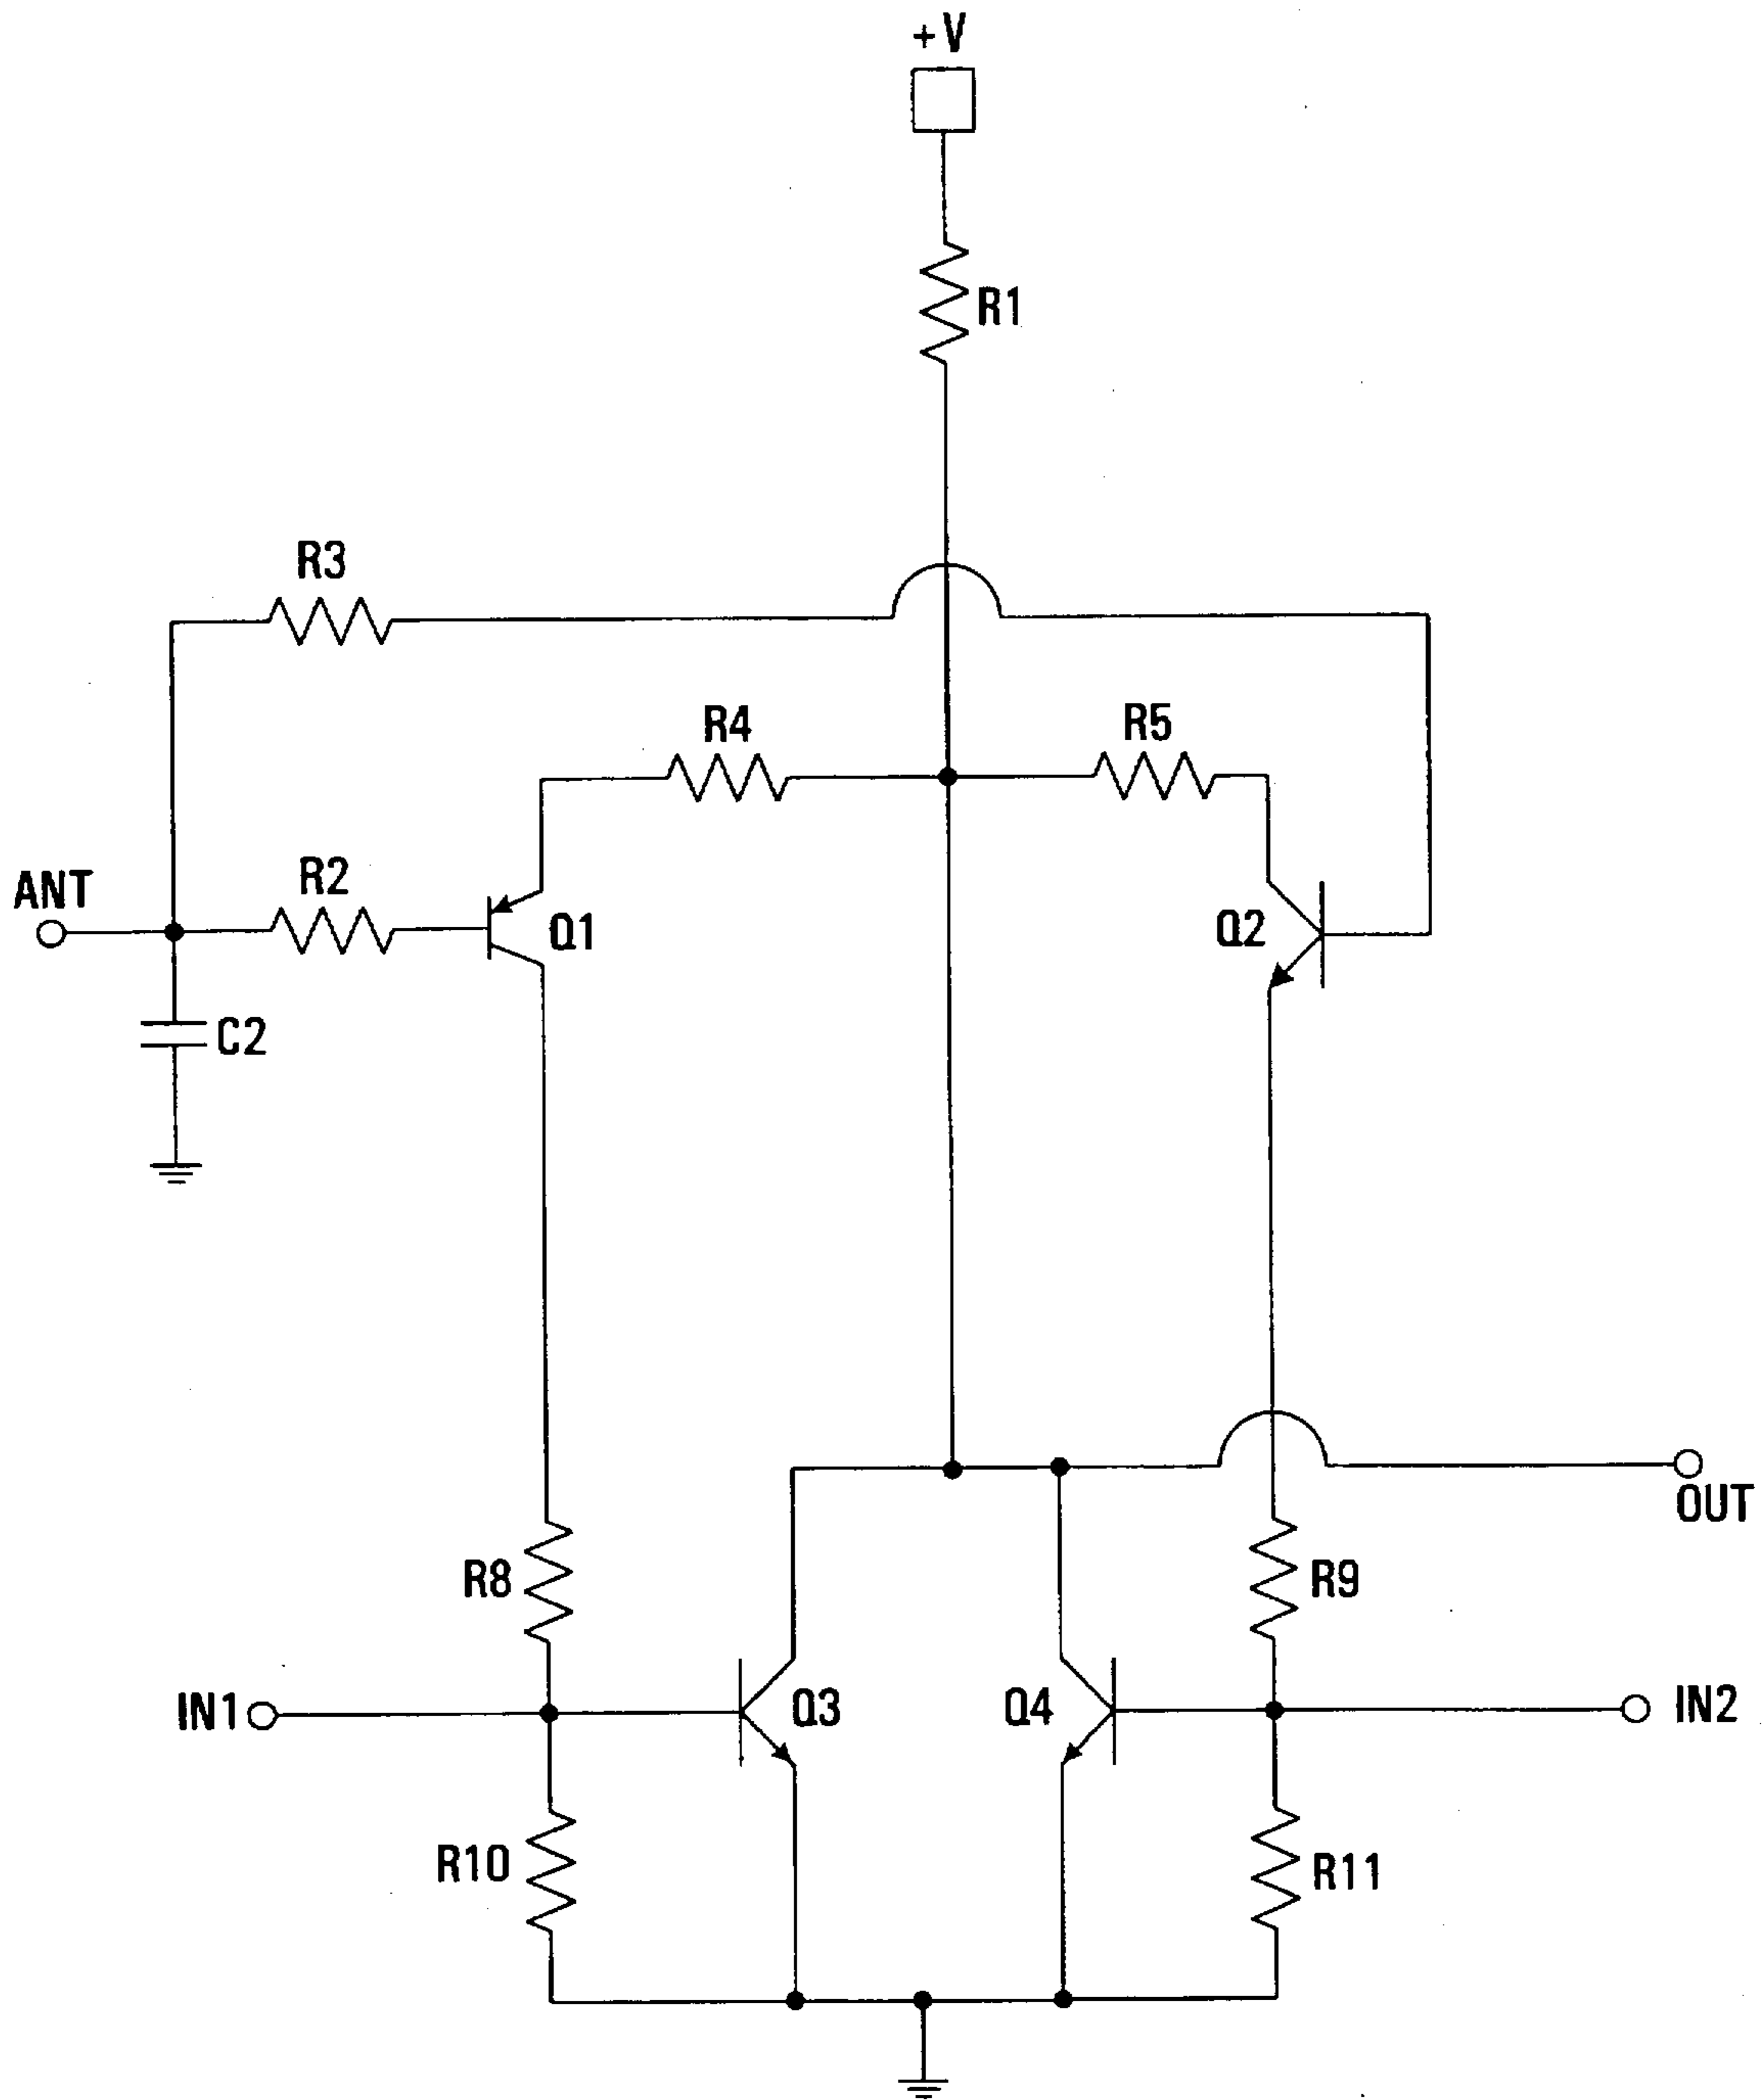 +V
R1
R3
R4
R5
ANT
R2
Q1
Q2
C2
OUT
R8
R9
IN1
Q3
Q4
IN2
R10
R11